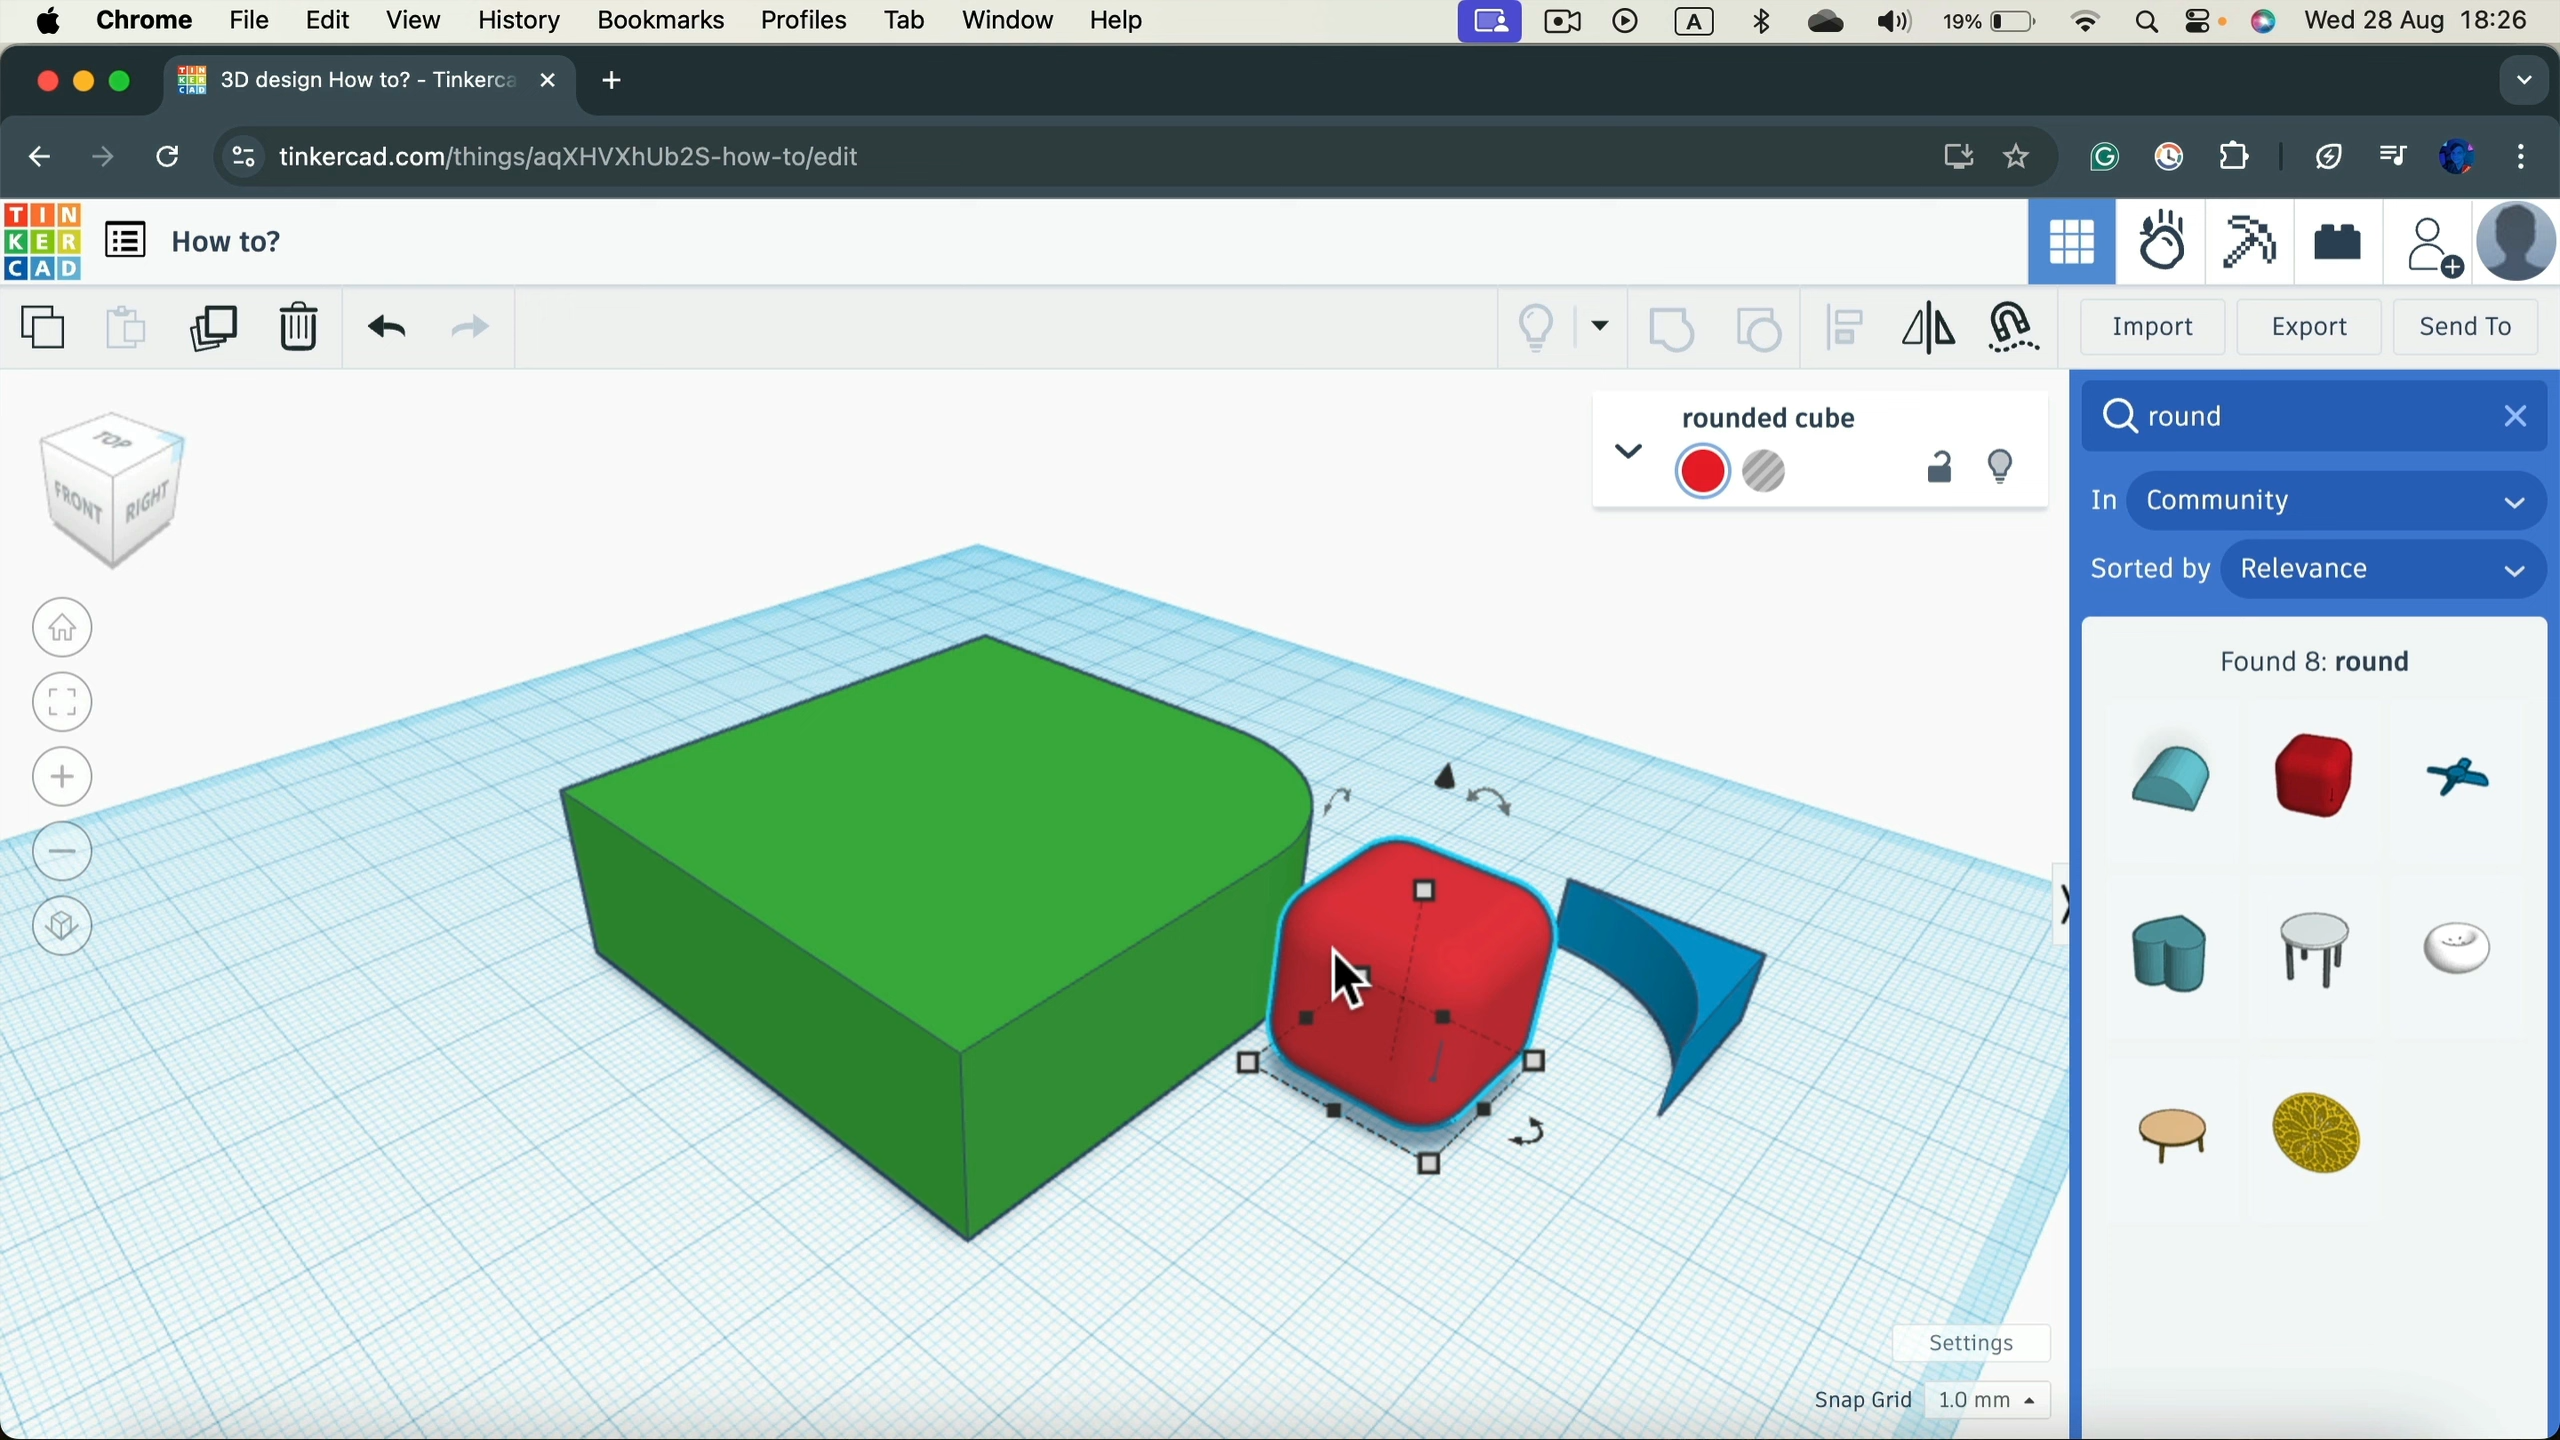 Chrome File Edit View History Bookmarks Profiles Tab Window Help A 19% Wed 28 Aug 18:26
3D design How to? - Tinkerca
tinkercad.com/things/aqXHVXhUb2S-how-to/edit
TIN
KER
CAD
How to?
Import Export Send To
rounded cube
round
In Community
Sorted by Relevance
Found 8: round
TOP
FRONT RIGHT
Settings
Snap Grid 1.0 mm